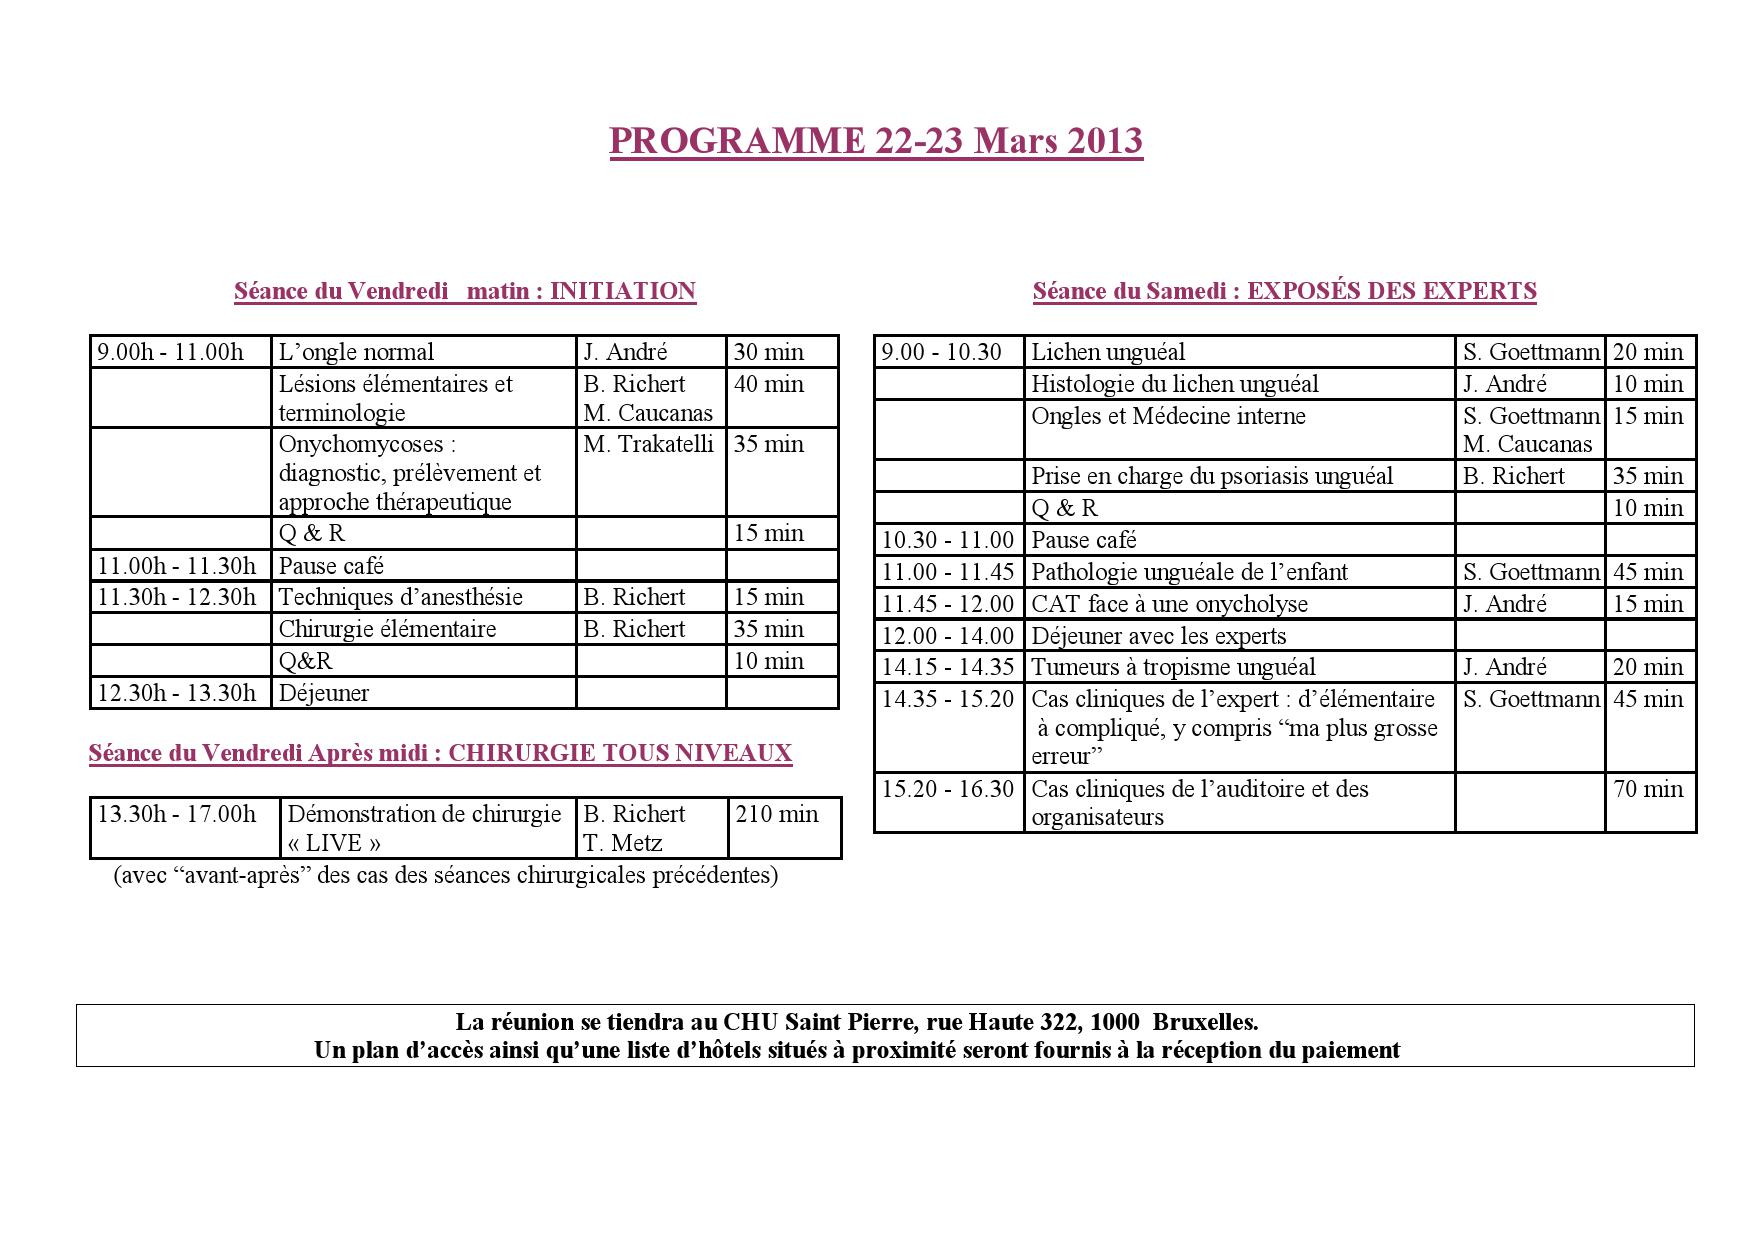 PROGRAMME 22-23 Mars 2013
Séance du Vendredi matin : INITIATION
9.00h - 11.00h L’ongle normal J. André 30 min
Lésions élémentaires et B. Richert 40 min
terminologie M. Caucanas
Onychomycoses : M. Trakatelli 35 min
diagnostic, prélèvement et
approche thérapeutique
Q & R 15 min
11.00h - 11.30h Pause café
11.30h - 12.30h Techniques d’anesthésie B. Richert 15 min
Chirurgie élémentaire B. Richert 35 min
Q&R 10 min
12.30h - 13.30h Déjeuner
Séance du Vendredi Après midi : CHIRURGIE TOUS NIVEAUX
13.30h - 17.00h Démonstration de chirurgie B. Richert 210 min
« LIVE » T. Metz
(avec “avant-après” des cas des séances chirurgicales précédentes)
Séance du Samedi : EXPOSÉS DES EXPERTS
9.00 - 10.30 Lichen unguéal S. Goettmann 20 min
Histologie du lichen unguéal J. André 10 min
Ongles et Médecine interne S. Goettmann 15 min
M. Caucanas
Prise en charge du psoriasis unguéal B. Richert 35 min
Q & R 10 min
10.30 - 11.00 Pause café
11.00 - 11.45 Pathologie unguéale de l’enfant S. Goettmann 45 min
11.45 - 12.00 CAT face à une onycholyse J. André 15 min
12.00 - 14.00 Déjeuner avec les experts
14.15 - 14.35 Tumeurs à tropisme unguéal J. André 20 min
14.35 - 15.20 Cas cliniques de l’expert : d’élémentaire S. Goettmann 45 min
à compliqué, y compris “ma plus grosse
erreur”
15.20 - 16.30 Cas cliniques de l’auditoire et des 70 min
organisateurs
La réunion se tiendra au CHU Saint Pierre, rue Haute 322, 1000 Bruxelles.
Un plan d’accès ainsi qu’une liste d’hôtels situés à proximité seront fournis à la réception du paiement